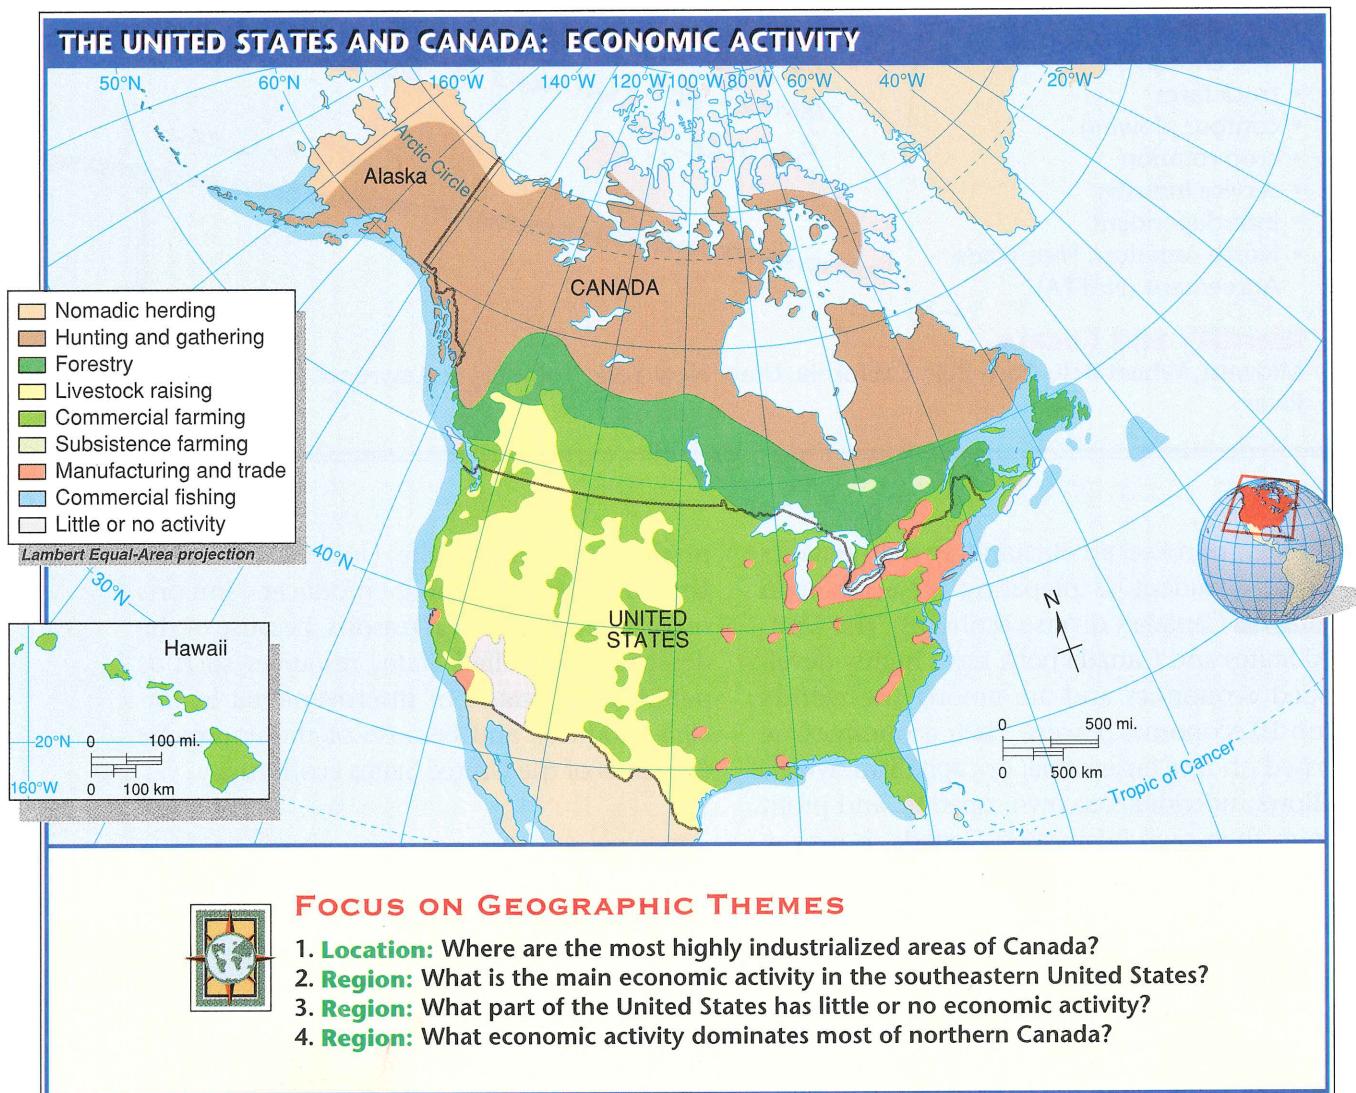 THE UNITED STATES AND CANADA: ECONOMIC ACTIVITY
50°N
60°N
160°W
140°W
120°W
100°W
80°W
60°W
40°W
20°W
Arctic Circle
Alaska
CANADA
Nomadic herding
Hunting and gathering
Forestry
Livestock raising
Commercial farming
Subsistence farming
Manufacturing and trade
Commercial fishing
Little or no activity
Lambert Equal-Area projection
40°N
30°N
UNITED
STATES
N
Hawaii
20°N
160°W
0 100 mi.
0 100 km
0 500 mi.
0 500 km
Tropic of Cancer
FOCUS ON GEOGRAPHIC THEMES
1. Location: Where are the most highly industrialized areas of Canada?
2. Region: What is the main economic activity in the southeastern United States?
3. Region: What part of the United States has little or no economic activity?
4. Region: What economic activity dominates most of northern Canada?